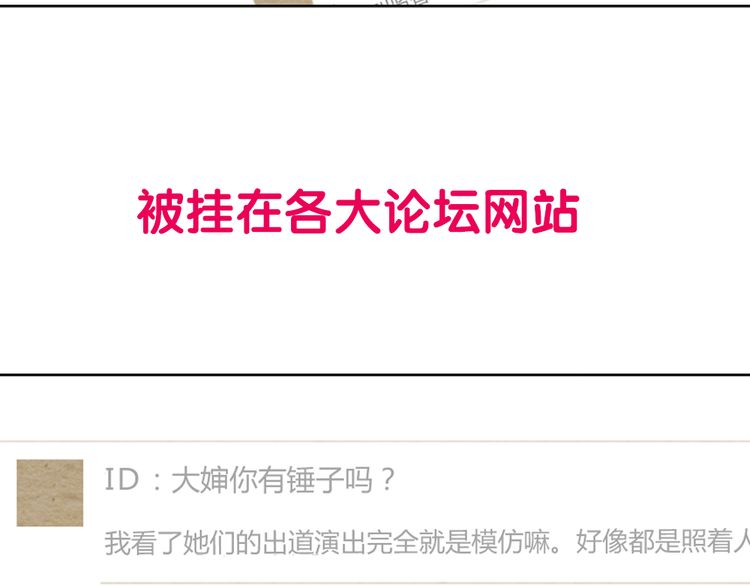 被挂在各大论坛网站
ID：大婶你有锤子吗？
我看了她们的出道演出完全就是模仿嘛。好像都是照着人